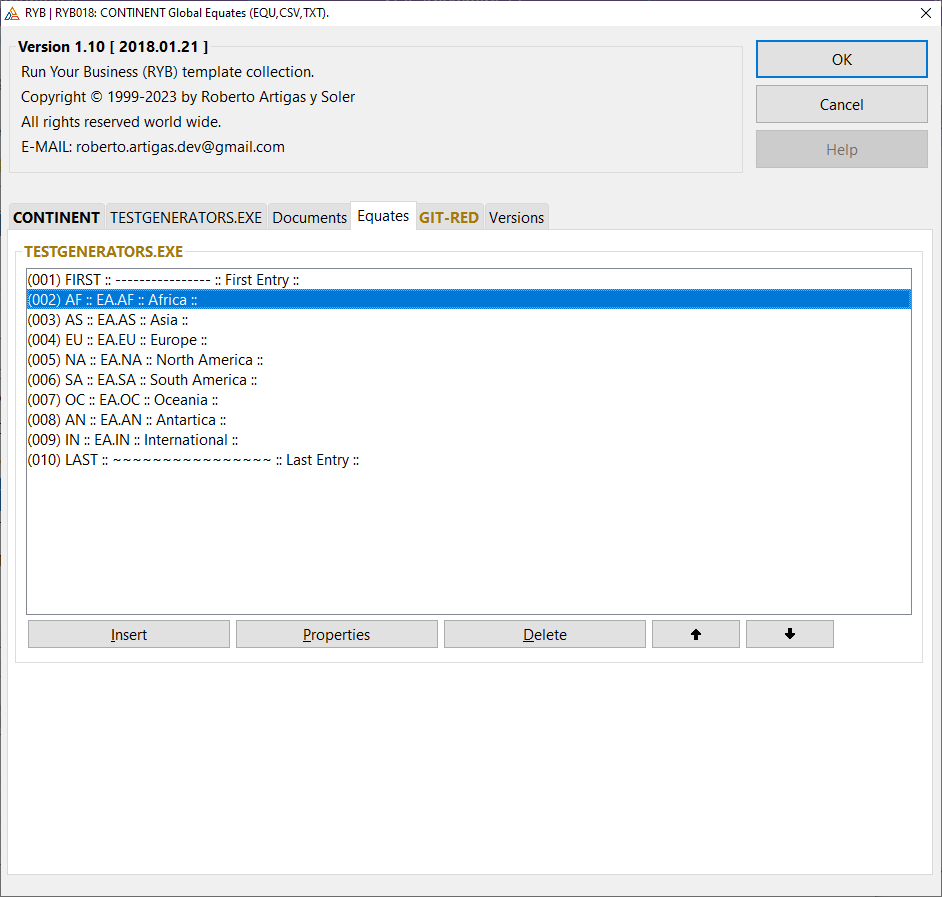 RYB | RYB018: CONTINENT Global Equates (EQU,CSV,TXT).
Version 1.10 [ 2018.01.21 ]
Run Your Business (RYB) template collection.
Copyright © 1999-2023 by Roberto Artigas y Soler
All rights reserved world wide.
E-MAIL: roberto.artigas.dev@gmail.com
OK
Cancel
Help
CONTINENT TESTGENERATORS.EXE Documents Equates GIT-RED Versions
TESTGENERATORS.EXE
(001) FIRST :: ---------------- :: First Entry ::
(002) AF :: EA.AF :: Africa ::
(003) AS :: EA.AS :: Asia ::
(004) EU :: EA.EU :: Europe ::
(005) NA :: EA.NA :: North America ::
(006) SA :: EA.SA :: South America ::
(007) OC :: EA.OC :: Oceania ::
(008) AN :: EA.AN :: Antartica ::
(009) IN :: EA.IN :: International ::
(010) LAST :: ~~~~~~~~~~~~~~~~ :: Last Entry ::
Insert Properties Delete